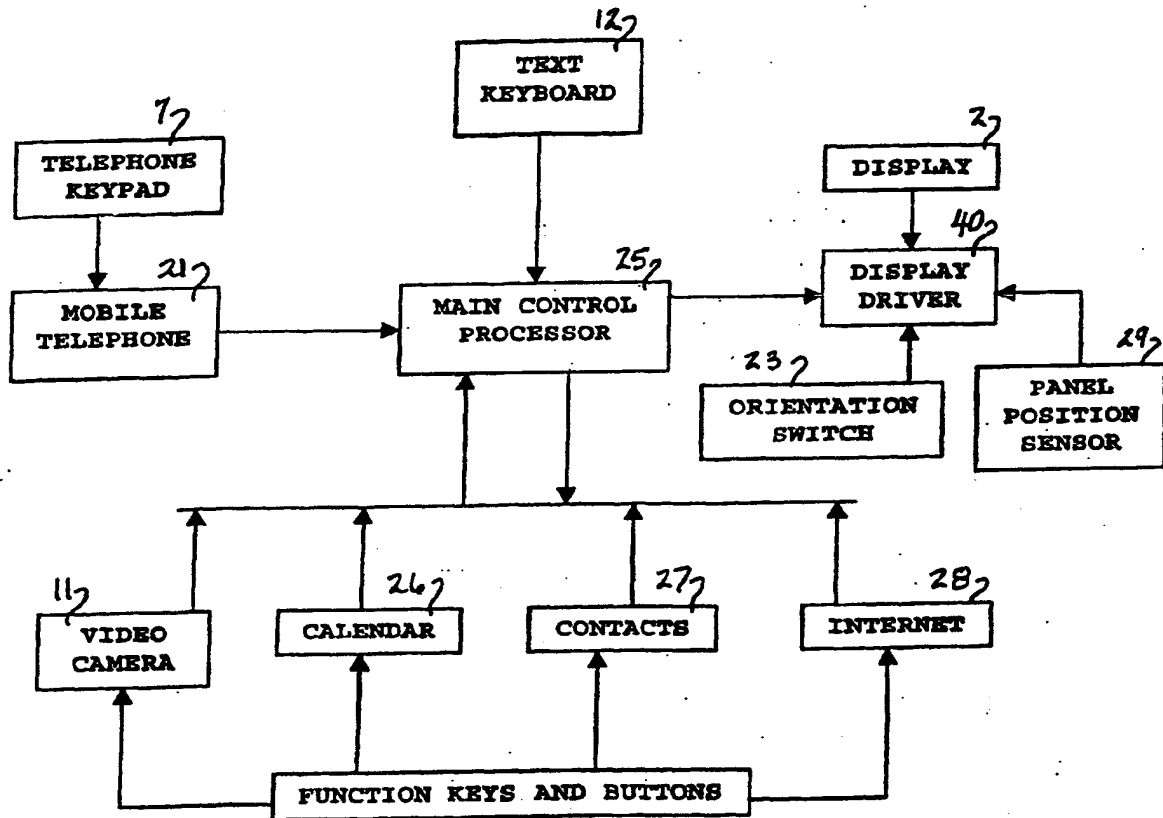 12
TEXT
KEYBOARD
7
TELEPHONE
KEYPAD
2
DISPLAY
40
DISPLAY
DRIVER
21
MOBILE
TELEPHONE
25
MAIN CONTROL
PROCESSOR
23
ORIENTATION
SWITCH
29
PANEL
POSITION
SENSOR
11
VIDEO
CAMERA
26
CALENDAR
27
CONTACTS
28
INTERNET
FUNCTION KEYS AND BUTTONS